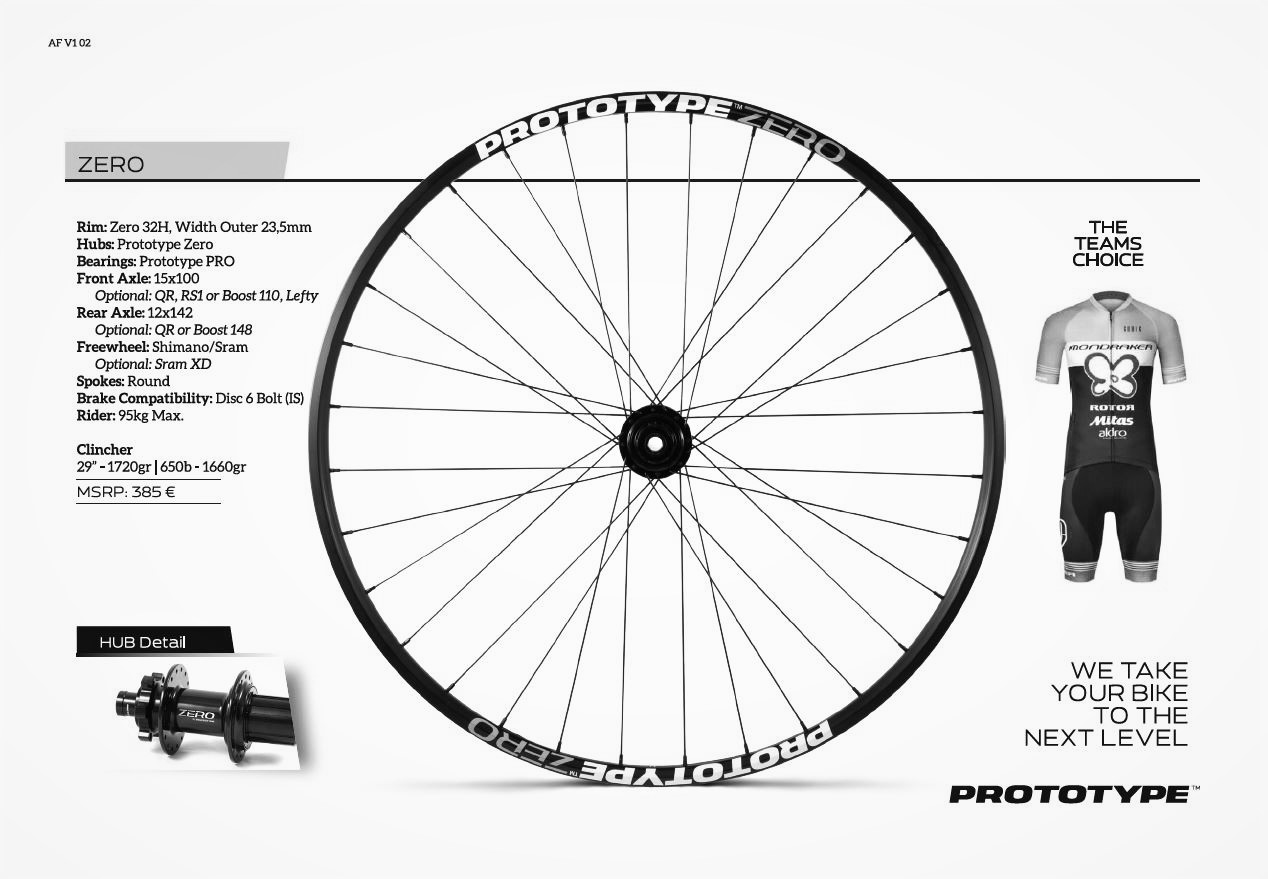 AF V1 02
PROTOTYPE™ ZERO
ZERO
Rim: Zero 32H, Width Outer 23,5mm
Hubs: Prototype Zero
Bearings: Prototype PRO
Front Axle: 15x100
Optional: QR, RS1 or Boost 110, Lefty
Rear Axle: 12x142
Optional: QR or Boost 148
Freewheel: Shimano/Sram
Optional: Sram XD
Spokes: Round
Brake Compatibility: Disc 6 Bolt (IS)
Rider: 95kg Max.
Clincher
29” - 1720gr | 650b - 1660gr
MSRP: 385 €
THE
TEAMS
CHOICE
MONDRAKER
ROTOR
Mitas
aldro
HUB Detail
ZERO
PROTOTYPE™ ZERO
WE TAKE
YOUR BIKE
TO THE
NEXT LEVEL
PROTOTYPE™